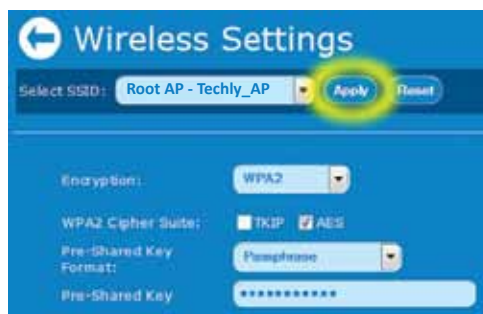 Wireless Settings
Select SSID: Root AP - Techly_AP Apply Reset
Encryption: WPA2
WPA2 Cipher Suite: TKIP AES
Pre-Shared Key Format: Passphrase
Pre-Shared Key ***********